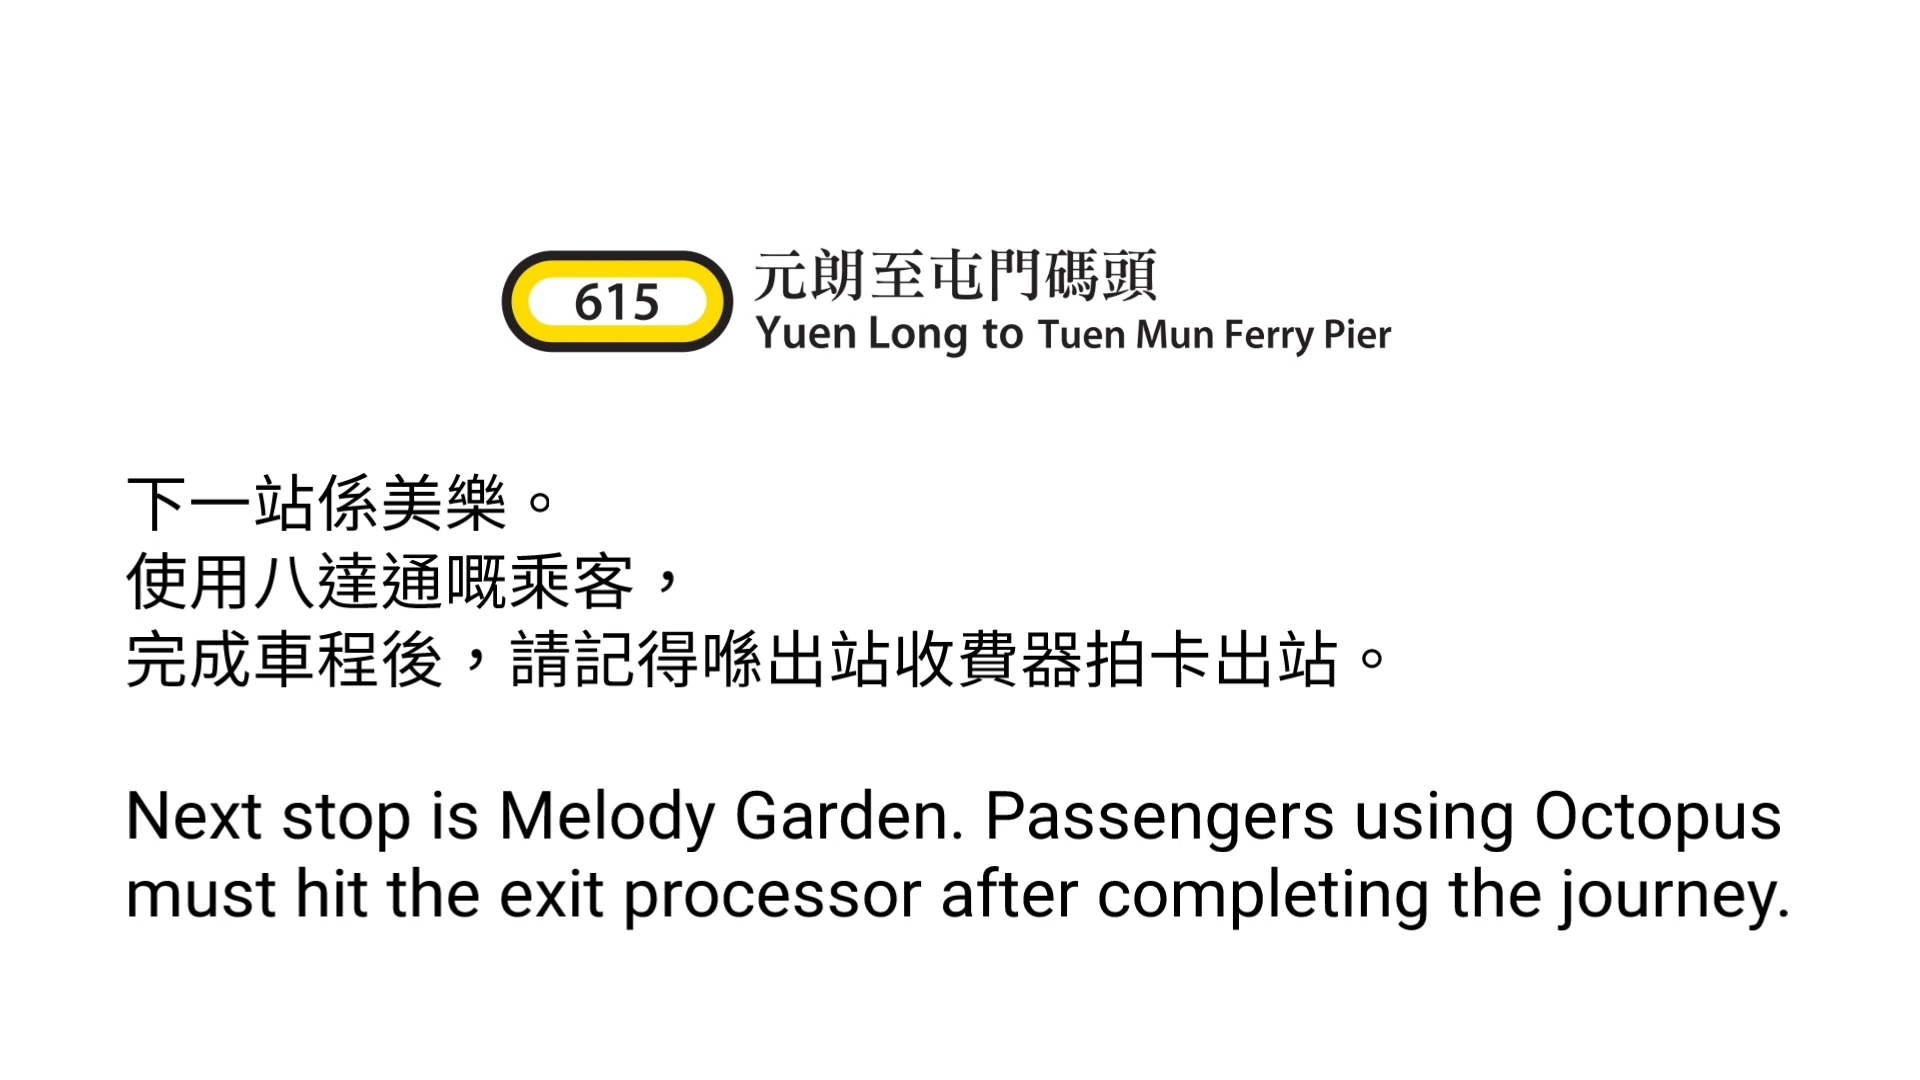 615
元朗至屯門碼頭
Yuen Long to Tuen Mun Ferry Pier
下一站係美樂。
使用八達通嘅乘客，
完成車程後，請記得喺出站收費器拍卡出站。
Next stop is Melody Garden. Passengers using Octopus
must hit the exit processor after completing the journey.